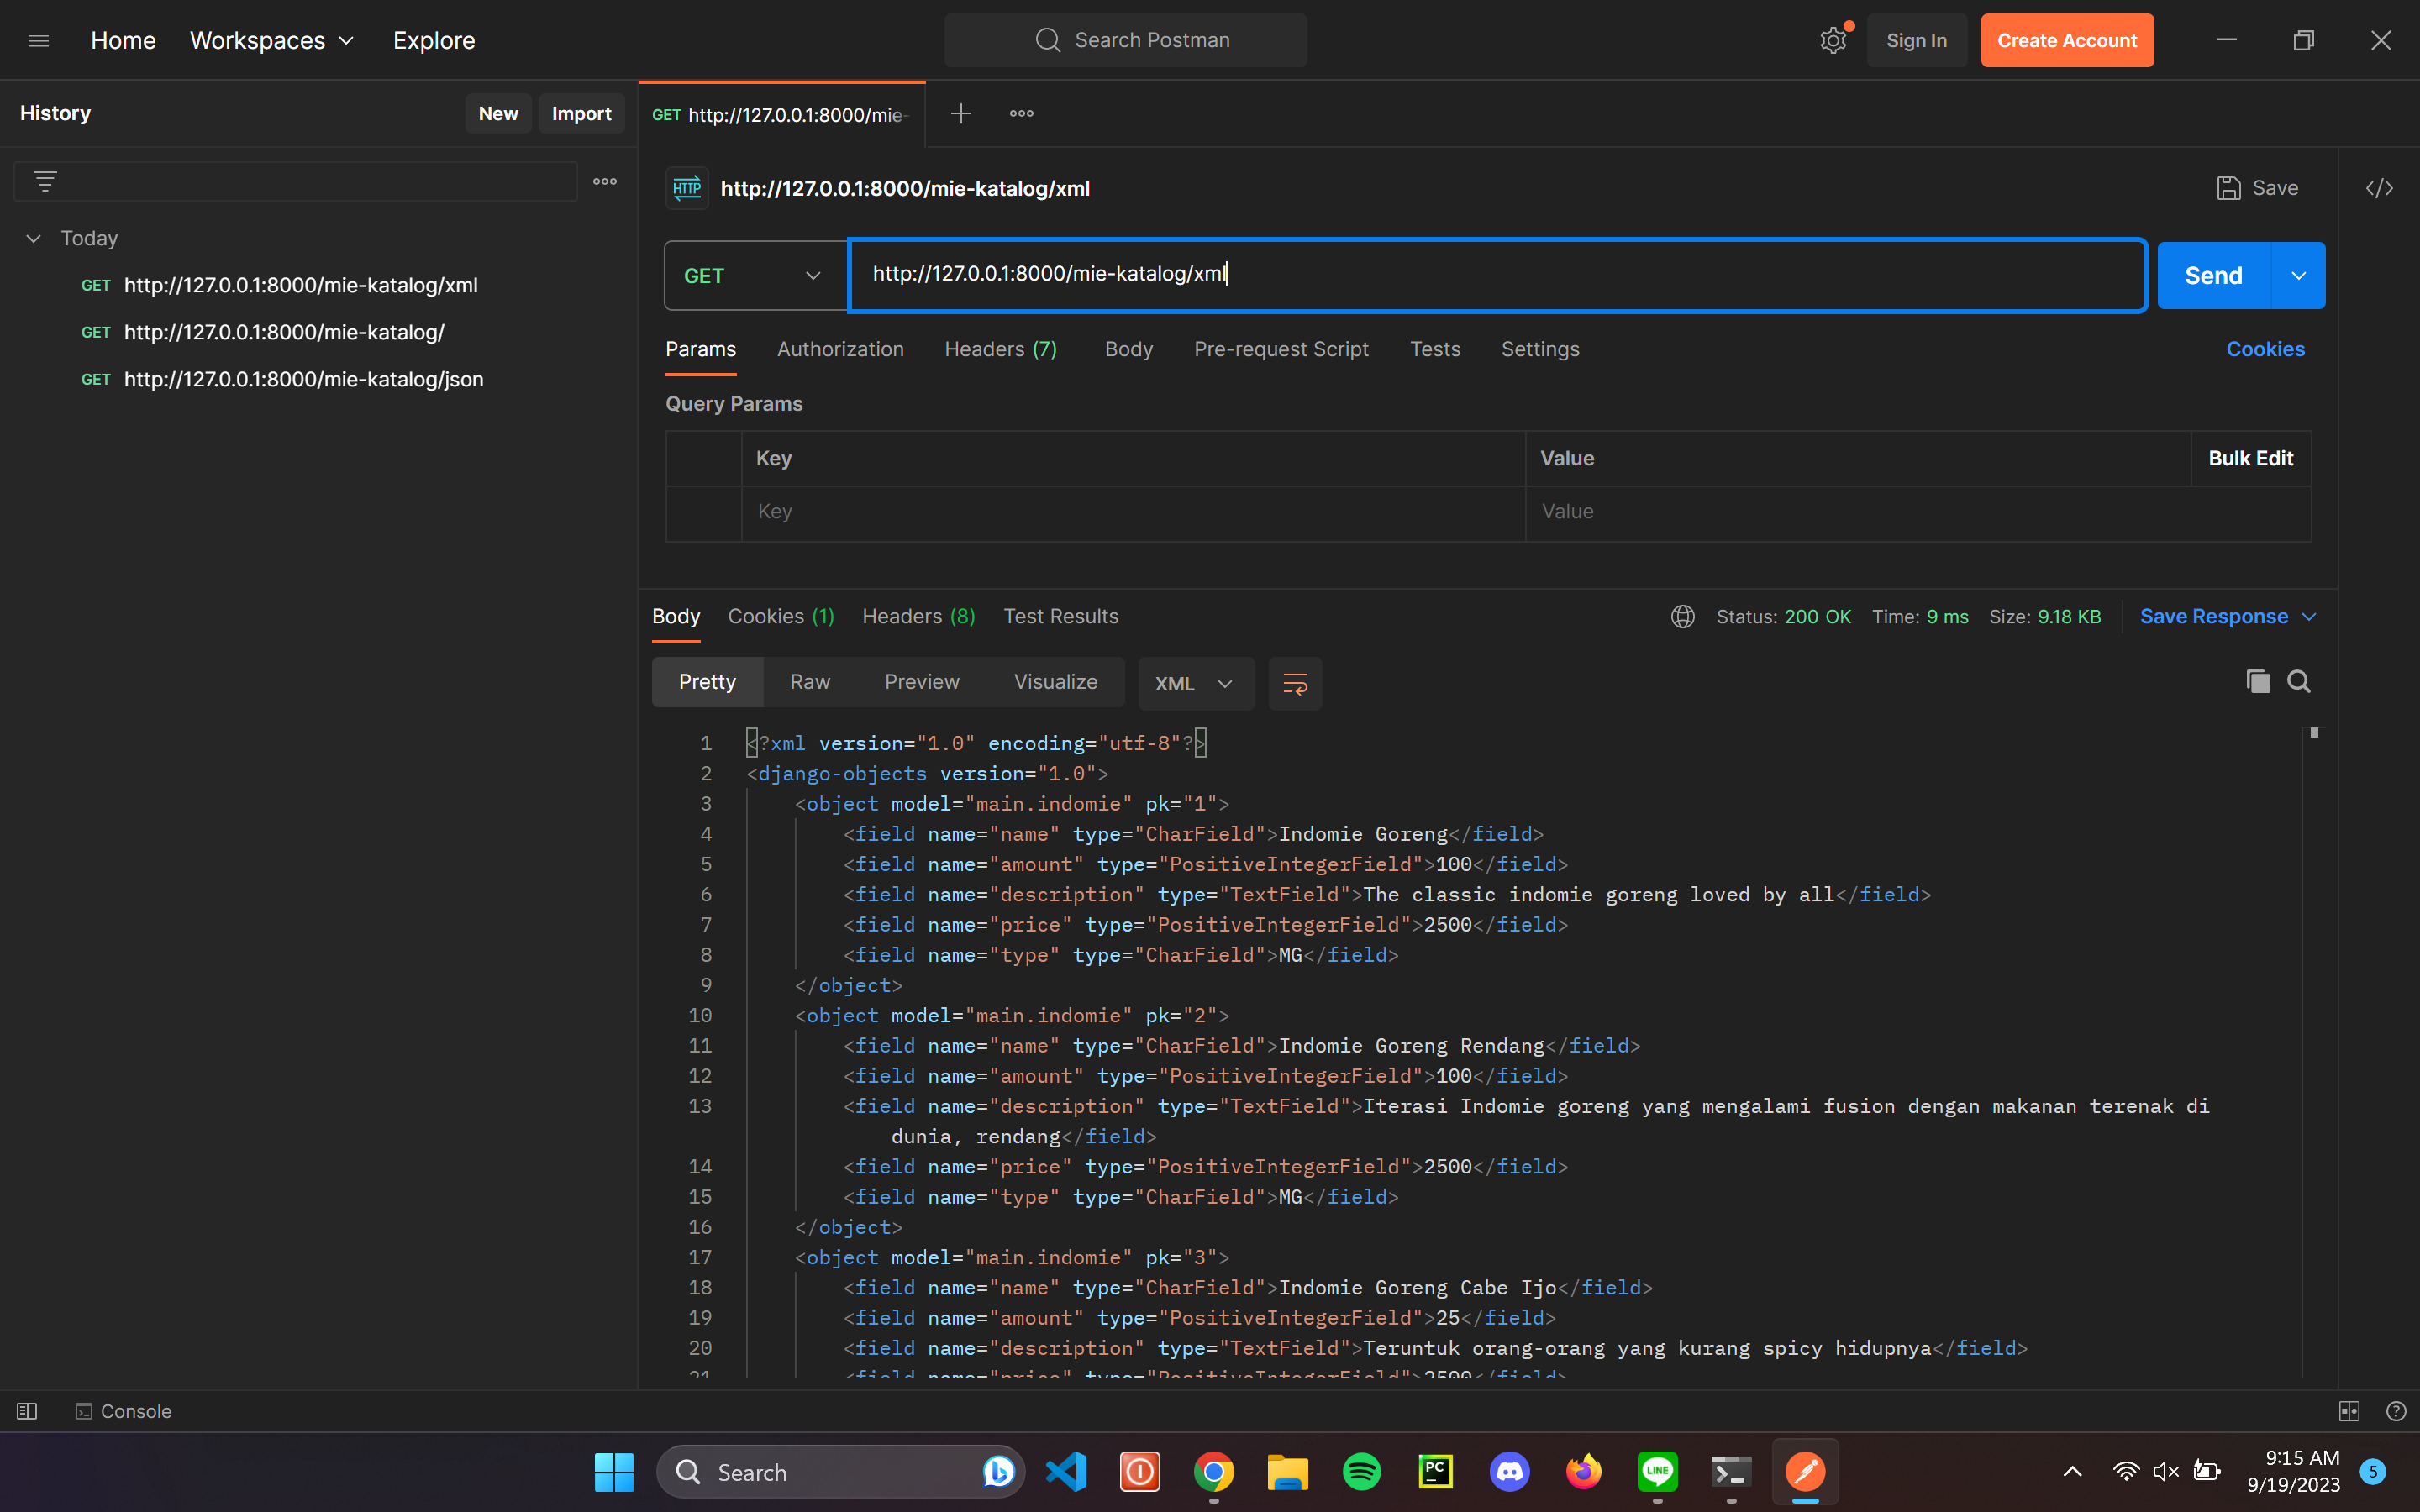 Home Workspaces Explore Search Postman Sign In Create Account
History New Import GET http://127.0.0.1:8000/mie-
HTTP http://127.0.0.1:8000/mie-katalog/xml Save </>
Today
GET http://127.0.0.1:8000/mie-katalog/xml
GET http://127.0.0.1:8000/mie-katalog/
GET http://127.0.0.1:8000/mie-katalog/json
GET http://127.0.0.1:8000/mie-katalog/xml Send
Params Authorization Headers (7) Body Pre-request Script Tests Settings Cookies
Query Params
Key Value Bulk Edit
Key Value
Body Cookies (1) Headers (8) Test Results Status: 200 OK Time: 9 ms Size: 9.18 KB Save Response
Pretty Raw Preview Visualize XML
1 <?xml version="1.0" encoding="utf-8"?>
2 <django-objects version="1.0">
3 <object model="main.indomie" pk="1">
4 <field name="name" type="CharField">Indomie Goreng</field>
5 <field name="amount" type="PositiveIntegerField">100</field>
6 <field name="description" type="TextField">The classic indomie goreng loved by all</field>
7 <field name="price" type="PositiveIntegerField">2500</field>
8 <field name="type" type="CharField">MG</field>
9 </object>
10 <object model="main.indomie" pk="2">
11 <field name="name" type="CharField">Indomie Goreng Rendang</field>
12 <field name="amount" type="PositiveIntegerField">100</field>
13 <field name="description" type="TextField">Iterasi Indomie goreng yang mengalami fusion dengan makanan terenak di
dunia, rendang</field>
14 <field name="price" type="PositiveIntegerField">2500</field>
15 <field name="type" type="CharField">MG</field>
16 </object>
17 <object model="main.indomie" pk="3">
18 <field name="name" type="CharField">Indomie Goreng Cabe Ijo</field>
19 <field name="amount" type="PositiveIntegerField">25</field>
20 <field name="description" type="TextField">Teruntuk orang-orang yang kurang spicy hidupnya</field>
21 <field name="price" type="PositiveIntegerField">2500</field>
Console
Search PC LINE 9:15 AM
9/19/2023 5